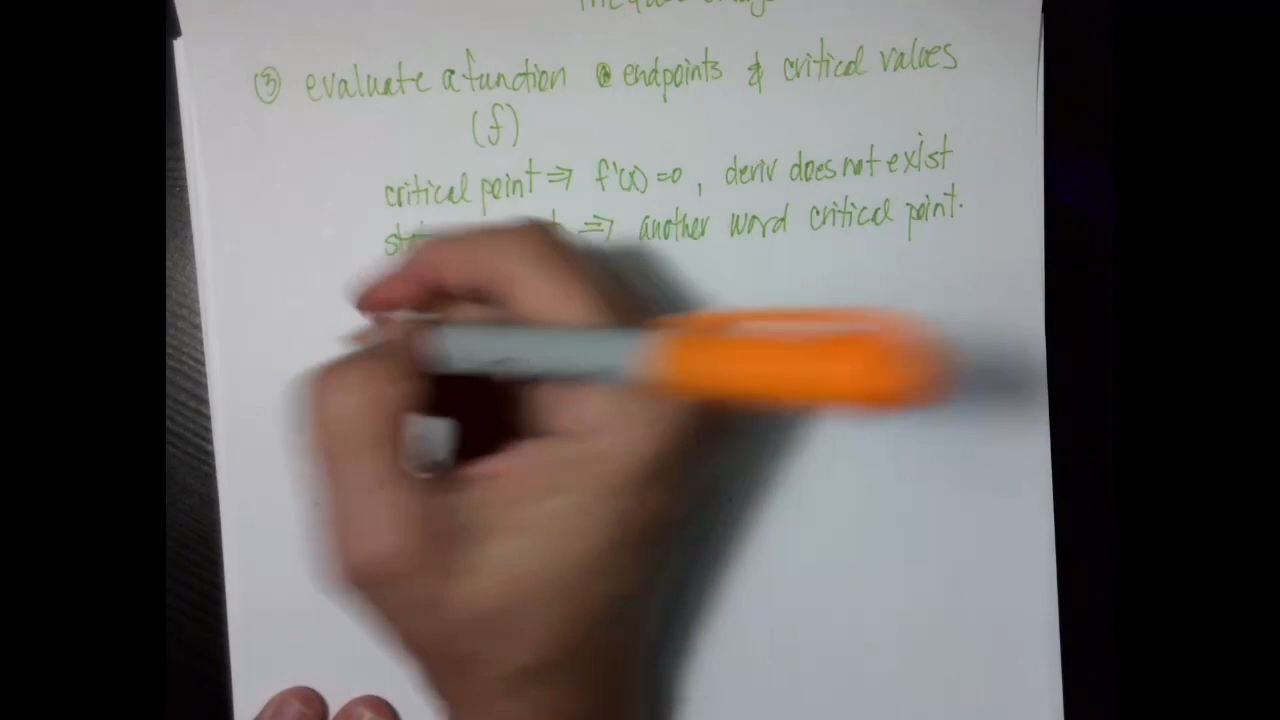 ③ evaluate a function @ endpoints & critical values
(f)
critical point ⇒ f'(x) = 0, deriv does not exist
⇒ another word critical point.